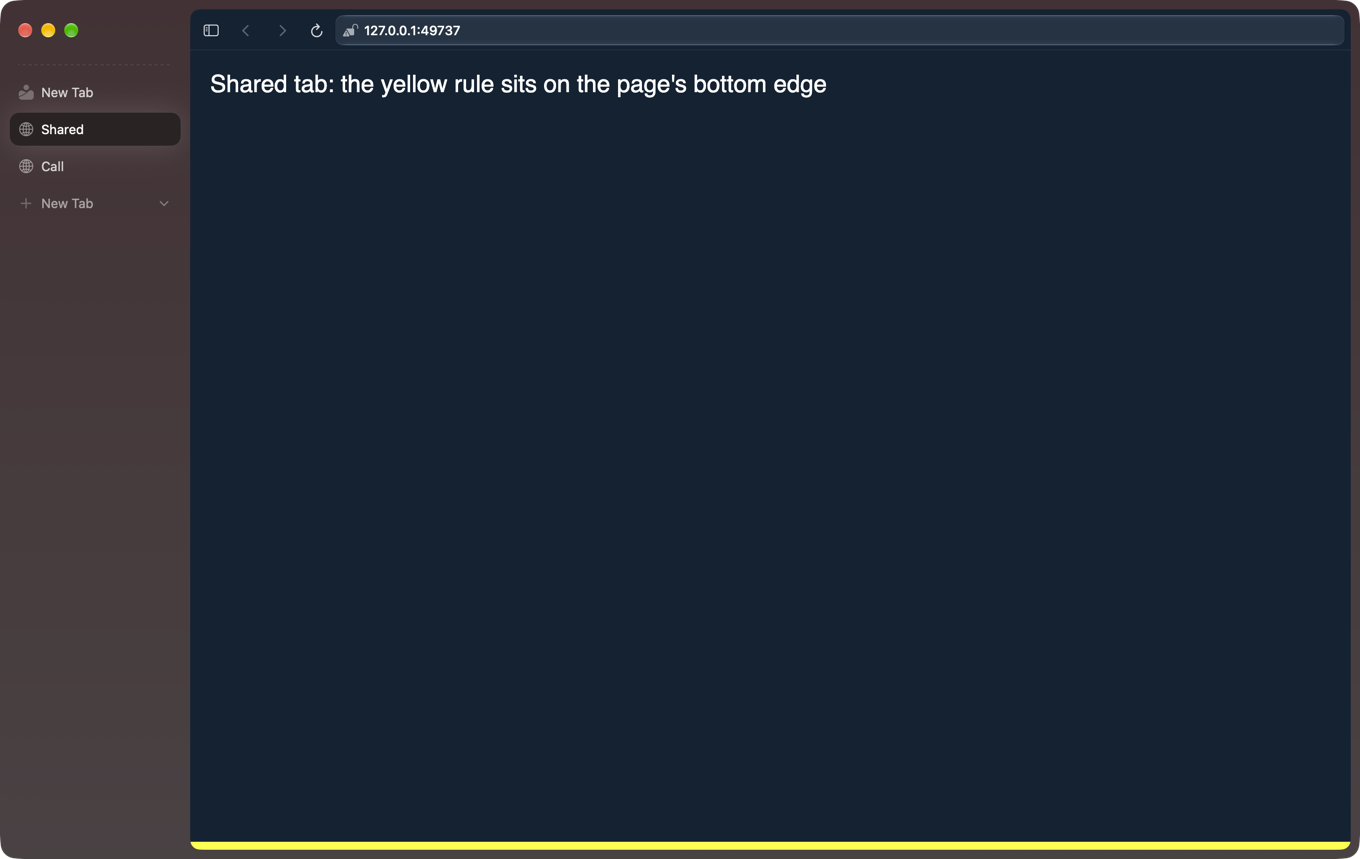 127.0.0.1:49737
New Tab
Shared
Call
New Tab
Shared tab: the yellow rule sits on the page's bottom edge